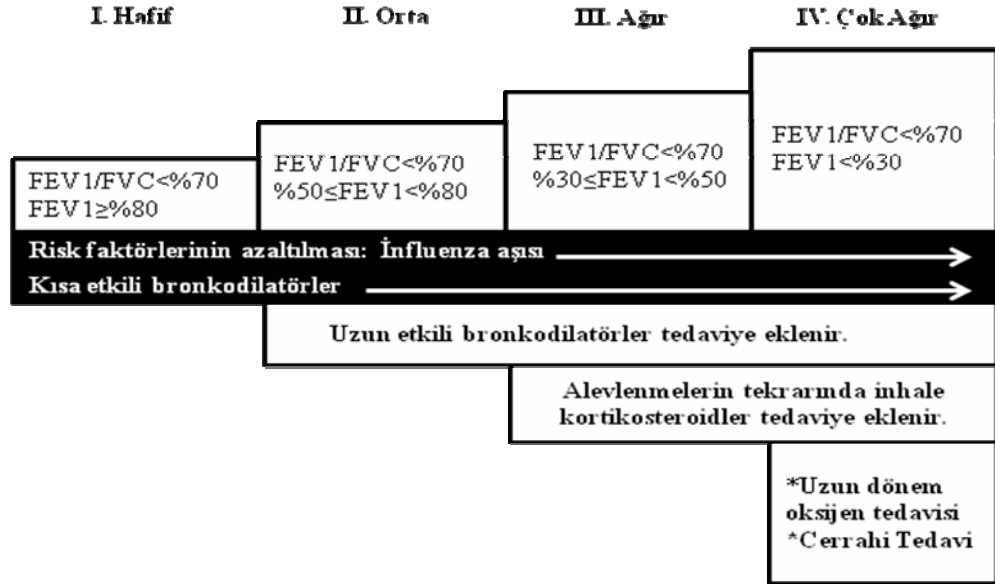 I. Hafif
II. Orta
III. Ağır
IV. Çok Ağır
FEV1/FVC<%70
FEV1≥%80
FEV1/FVC<%70
%50≤FEV1<%80
FEV1/FVC<%70
%30≤FEV1<%50
FEV1/FVC<%70
FEV1<%30
Risk faktörlerinin azaltılması: İnfluenza aşısı
Kısa etkili bronkodilatörler
Uzun etkili bronkodilatörler tedaviye eklenir.
Alevlenmelerin tekrarında inhale
kortikosteroidler tedaviye eklenir.
*Uzun dönem
oksijen tedavisi
*Cerrahi Tedavi